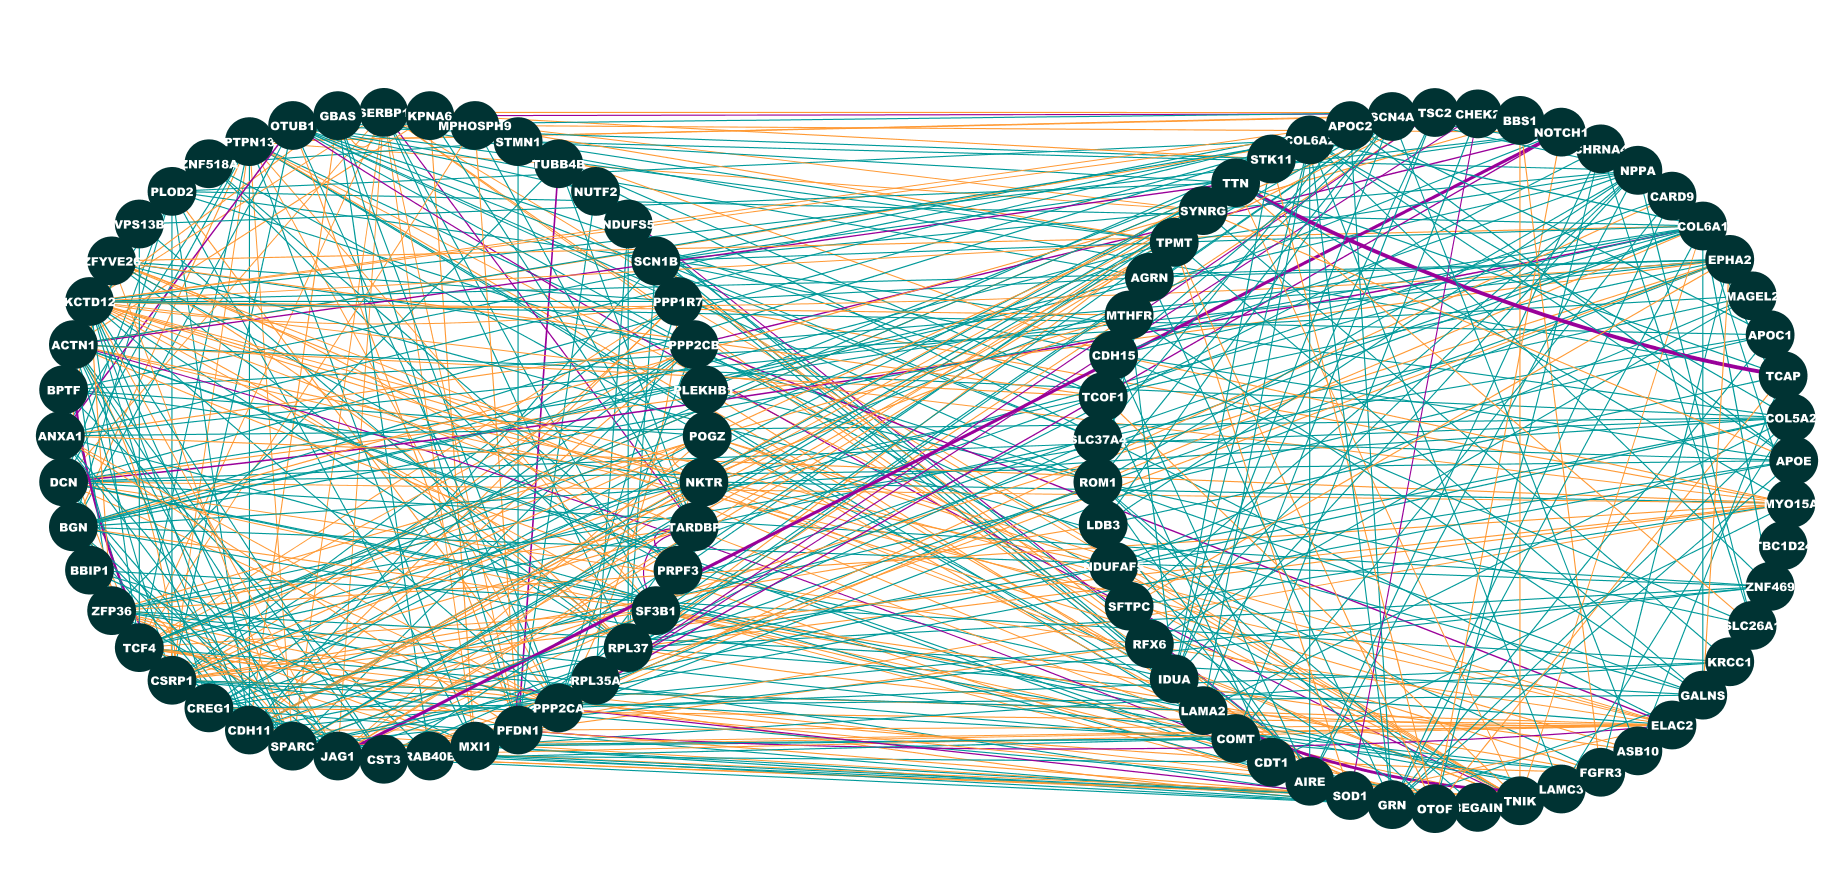 SERBP1
GBAS
KPNA6
OTUB1
MPHOSPH9
PTPN13
STMN1
ZNF518A
TUBB4B
PLOD2
NUTF2
VPS13B
NDUFS5
ZFYVE26
SCN1B
KCTD12
PPP1R7
ACTN1
PPP2CB
BPTF
PLEKHB
ANXA1
POGZ
DCN
NKTR
BGN
TARDBP
BBIP1
PRPF3
ZFP36
SF3B1
TCF4
RPL37
CSRP1
RPL35A
CREG1
PPP2CA
CDH11
PFDN1
SPARC
MXI1
JAG1
RAB40B
CST3
TSC2
SCN4A
CHEK2
APOC2
BBS1
COL6A2
NOTCH1
STK11
CHRNA4
TTN
NPPA
SYNRG
CARD9
TPMT
COL6A1
AGRN
EPHA2
MTHFR
MAGEL2
CDH15
APOC1
TCOF1
TCAP
SLC37A4
COL5A2
ROM1
APOE
LDB3
MYO15A
NDUFAF
TBC1D24
SFTPC
ZNF469
RFX6
SLC26A1
IDUA
KRCC1
LAMA2
GALNS
COMT
ELAC2
CDT1
ASB10
AIRE
FGFR3
SOD1
LAMC3
GRN
TNIK
OTOF
BEGAIN